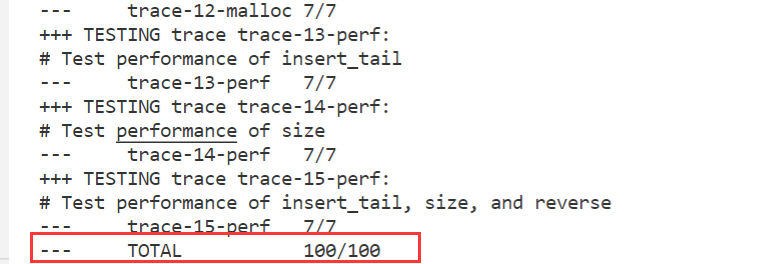 ---     trace-12-malloc 7/7
+++ TESTING trace trace-13-perf:
# Test performance of insert_tail
---     trace-13-perf   7/7
+++ TESTING trace trace-14-perf:
# Test performance of size
---     trace-14-perf   7/7
+++ TESTING trace trace-15-perf:
# Test performance of insert_tail, size, and reverse
---     trace-15-perf   7/7
---     TOTAL           100/100